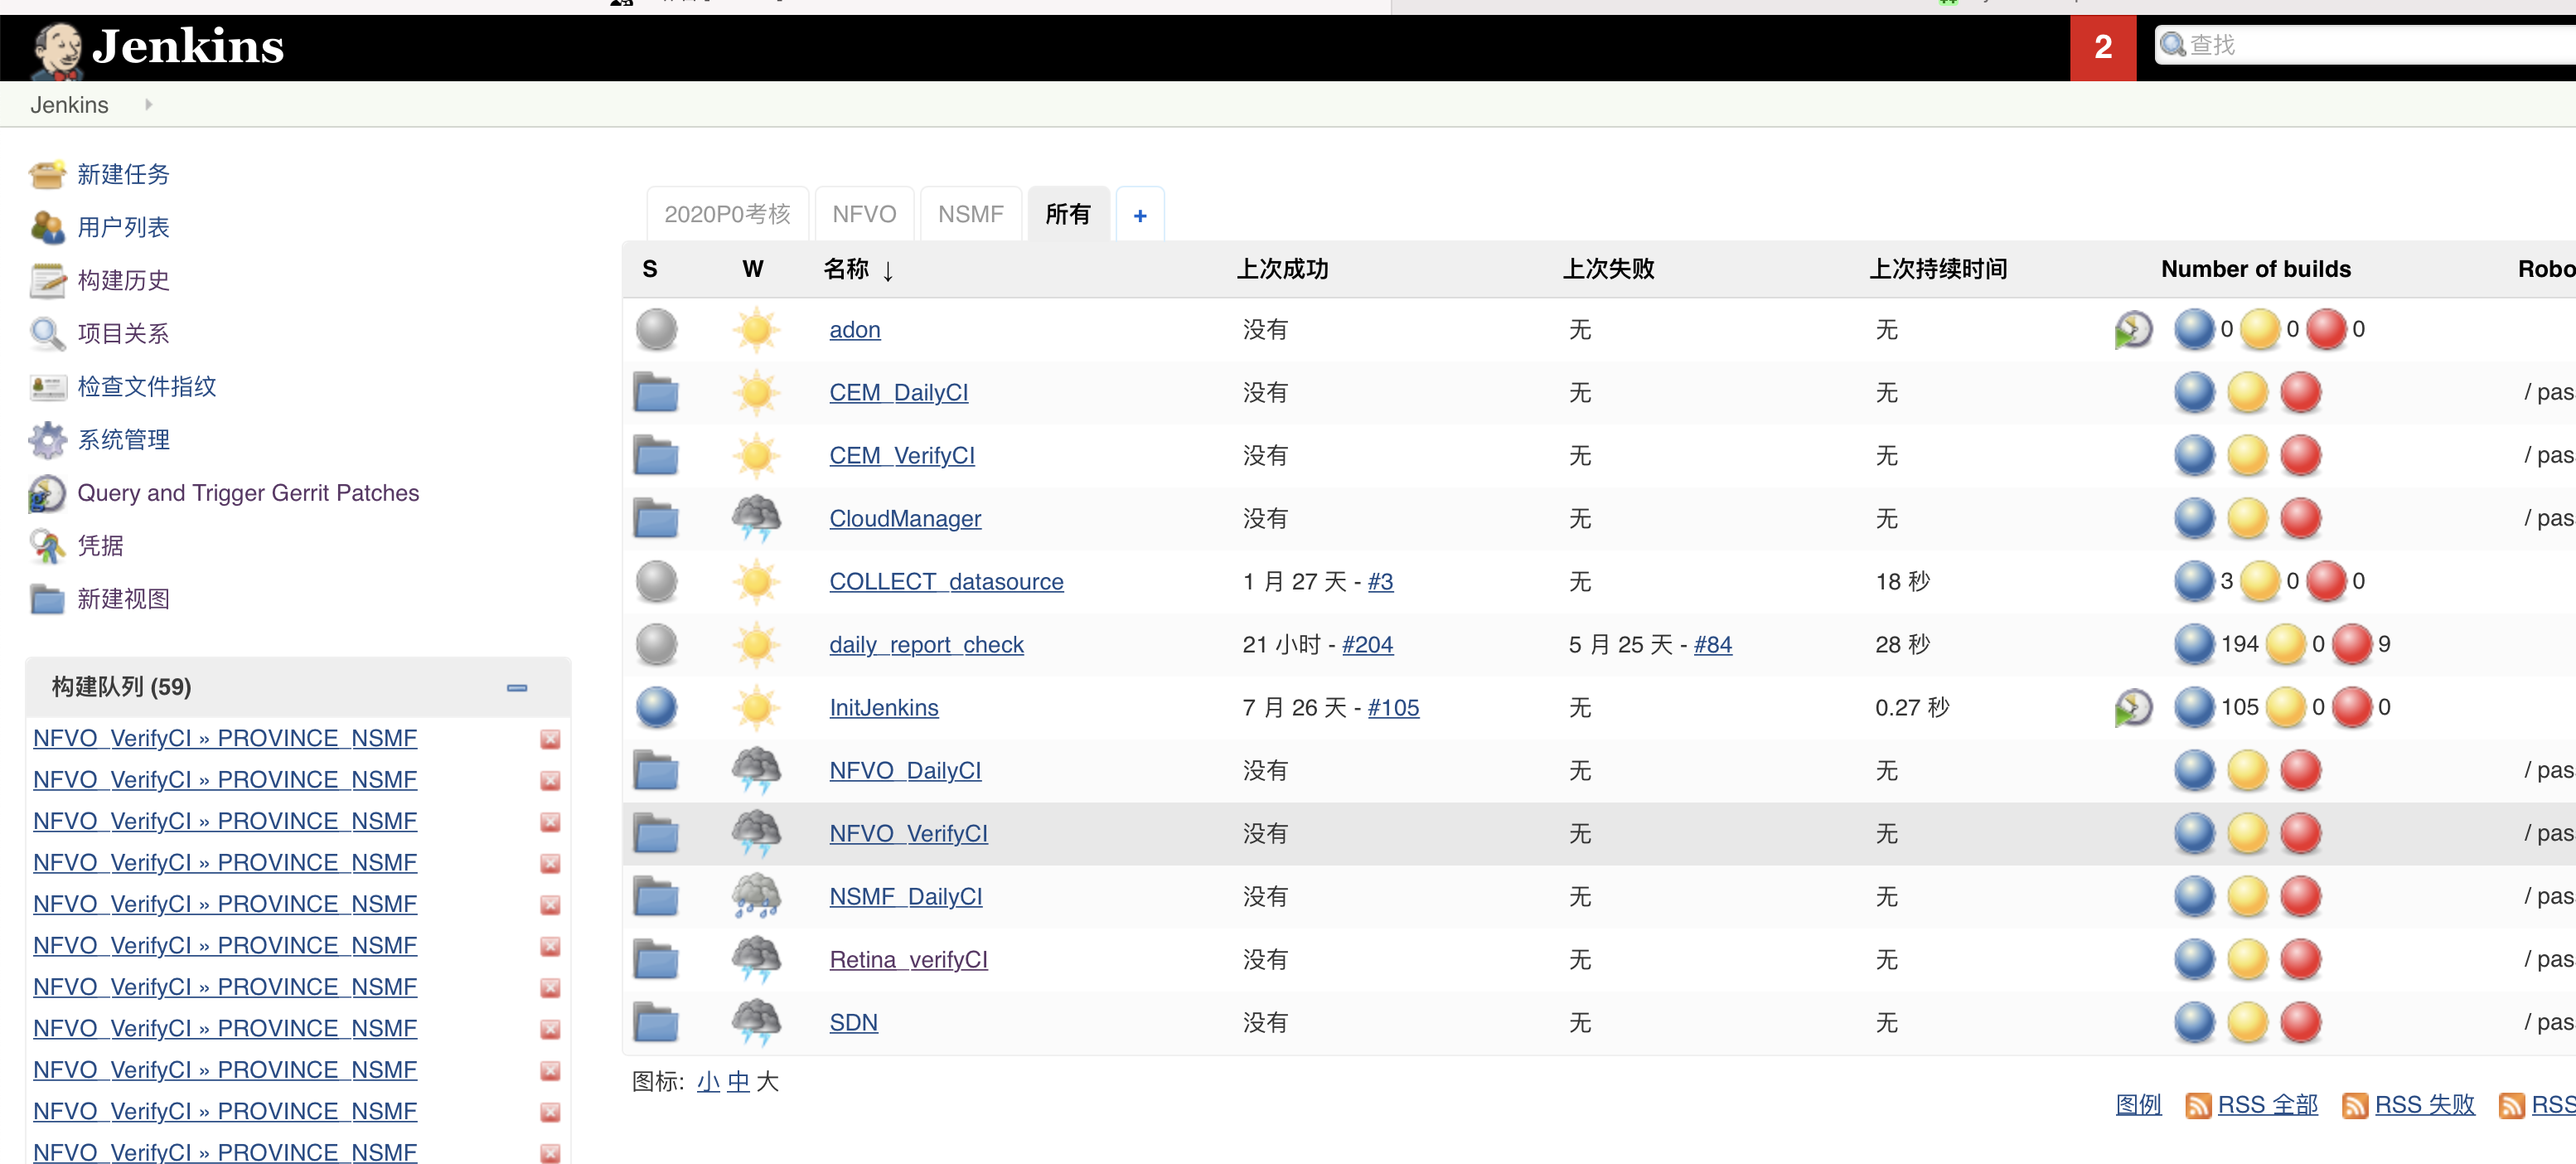 Jenkins
2
查找
Jenkins
新建任务
用户列表
构建历史
项目关系
检查文件指纹
系统管理
Query and Trigger Gerrit Patches
凭据
新建视图
构建队列 (59)
NFVO_VerifyCI » PROVINCE_NSMF
NFVO_VerifyCI » PROVINCE_NSMF
NFVO_VerifyCI » PROVINCE_NSMF
NFVO_VerifyCI » PROVINCE_NSMF
NFVO_VerifyCI » PROVINCE_NSMF
NFVO_VerifyCI » PROVINCE_NSMF
NFVO_VerifyCI » PROVINCE_NSMF
NFVO_VerifyCI » PROVINCE_NSMF
NFVO_VerifyCI » PROVINCE_NSMF
NFVO_VerifyCI » PROVINCE_NSMF
NFVO_VerifyCI » PROVINCE_NSMF
2020P0考核 NFVO NSMF 所有 +
S W 名称 ↓ 上次成功 上次失败 上次持续时间 Number of builds Robo
adon 没有 无 无 0 0 0
CEM_DailyCI 没有 无 无 / pas
CEM_VerifyCI 没有 无 无 / pas
CloudManager 没有 无 无 / pas
COLLECT_datasource 1 月 27 天 - #3 无 18 秒 3 0 0
daily_report_check 21 小时 - #204 5 月 25 天 - #84 28 秒 194 0 9
InitJenkins 7 月 26 天 - #105 无 0.27 秒 105 0 0
NFVO_DailyCI 没有 无 无 / pas
NFVO_VerifyCI 没有 无 无 / pas
NSMF_DailyCI 没有 无 无 / pas
Retina_verifyCI 没有 无 无 / pas
SDN 没有 无 无 / pas
图标: 小 中 大
图例 RSS 全部 RSS 失败 RSS